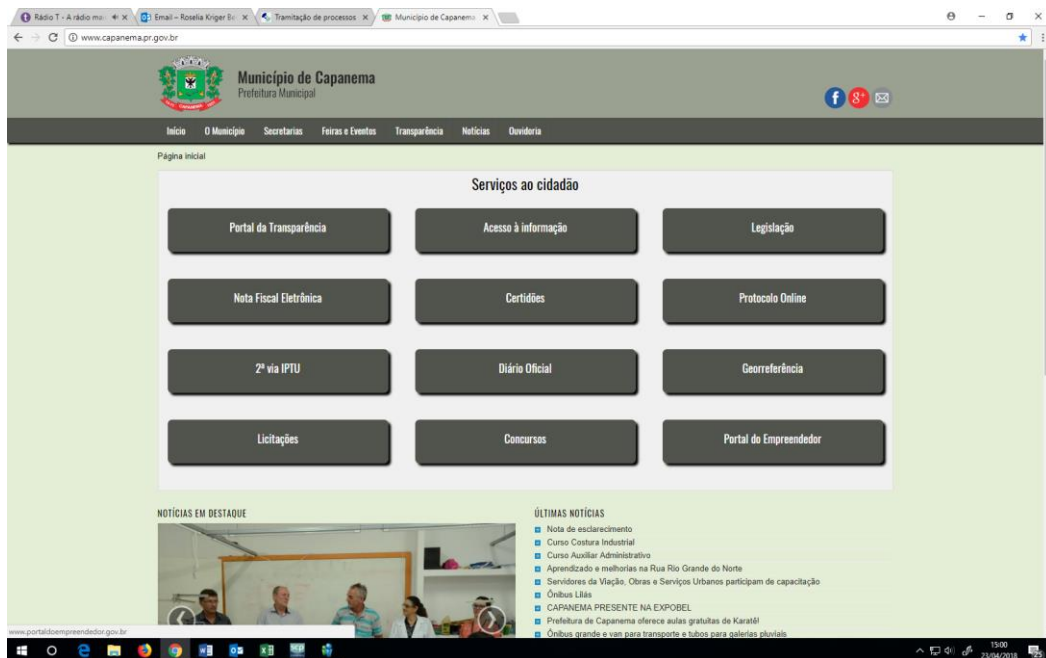 Rádio T - A rádio mai
Email – Roselia Kriger Be
Tramitação de processos
Município de Capanema
www.capanema.pr.gov.br
Município de Capanema
Prefeitura Municipal
Início O Município Secretarias Feiras e Eventos Transparência Notícias Ouvidoria
Página inicial
Serviços ao cidadão
Portal da Transparência Acesso à informação Legislação
Nota Fiscal Eletrônica Certidões Protocolo Online
2ª via IPTU Diário Oficial Georreferência
Licitações Concursos Portal do Empreendedor
NOTÍCIAS EM DESTAQUE
ÚLTIMAS NOTÍCIAS
Nota de esclarecimento
Curso Costura Industrial
Curso Auxiliar Administrativo
Aprendizado e melhorias na Rua Rio Grande do Norte
Servidores da Viação, Obras e Serviços Urbanos participam de capacitação
Ônibus Lilás
CAPANEMA PRESENTE NA EXPOBEL
Prefeitura de Capanema oferece aulas gratuitas de Karatê!
Ônibus grande e van para transporte e tubos para galerias pluviais
www.portaldoempreendedor.gov.br
15:00
23/04/2018